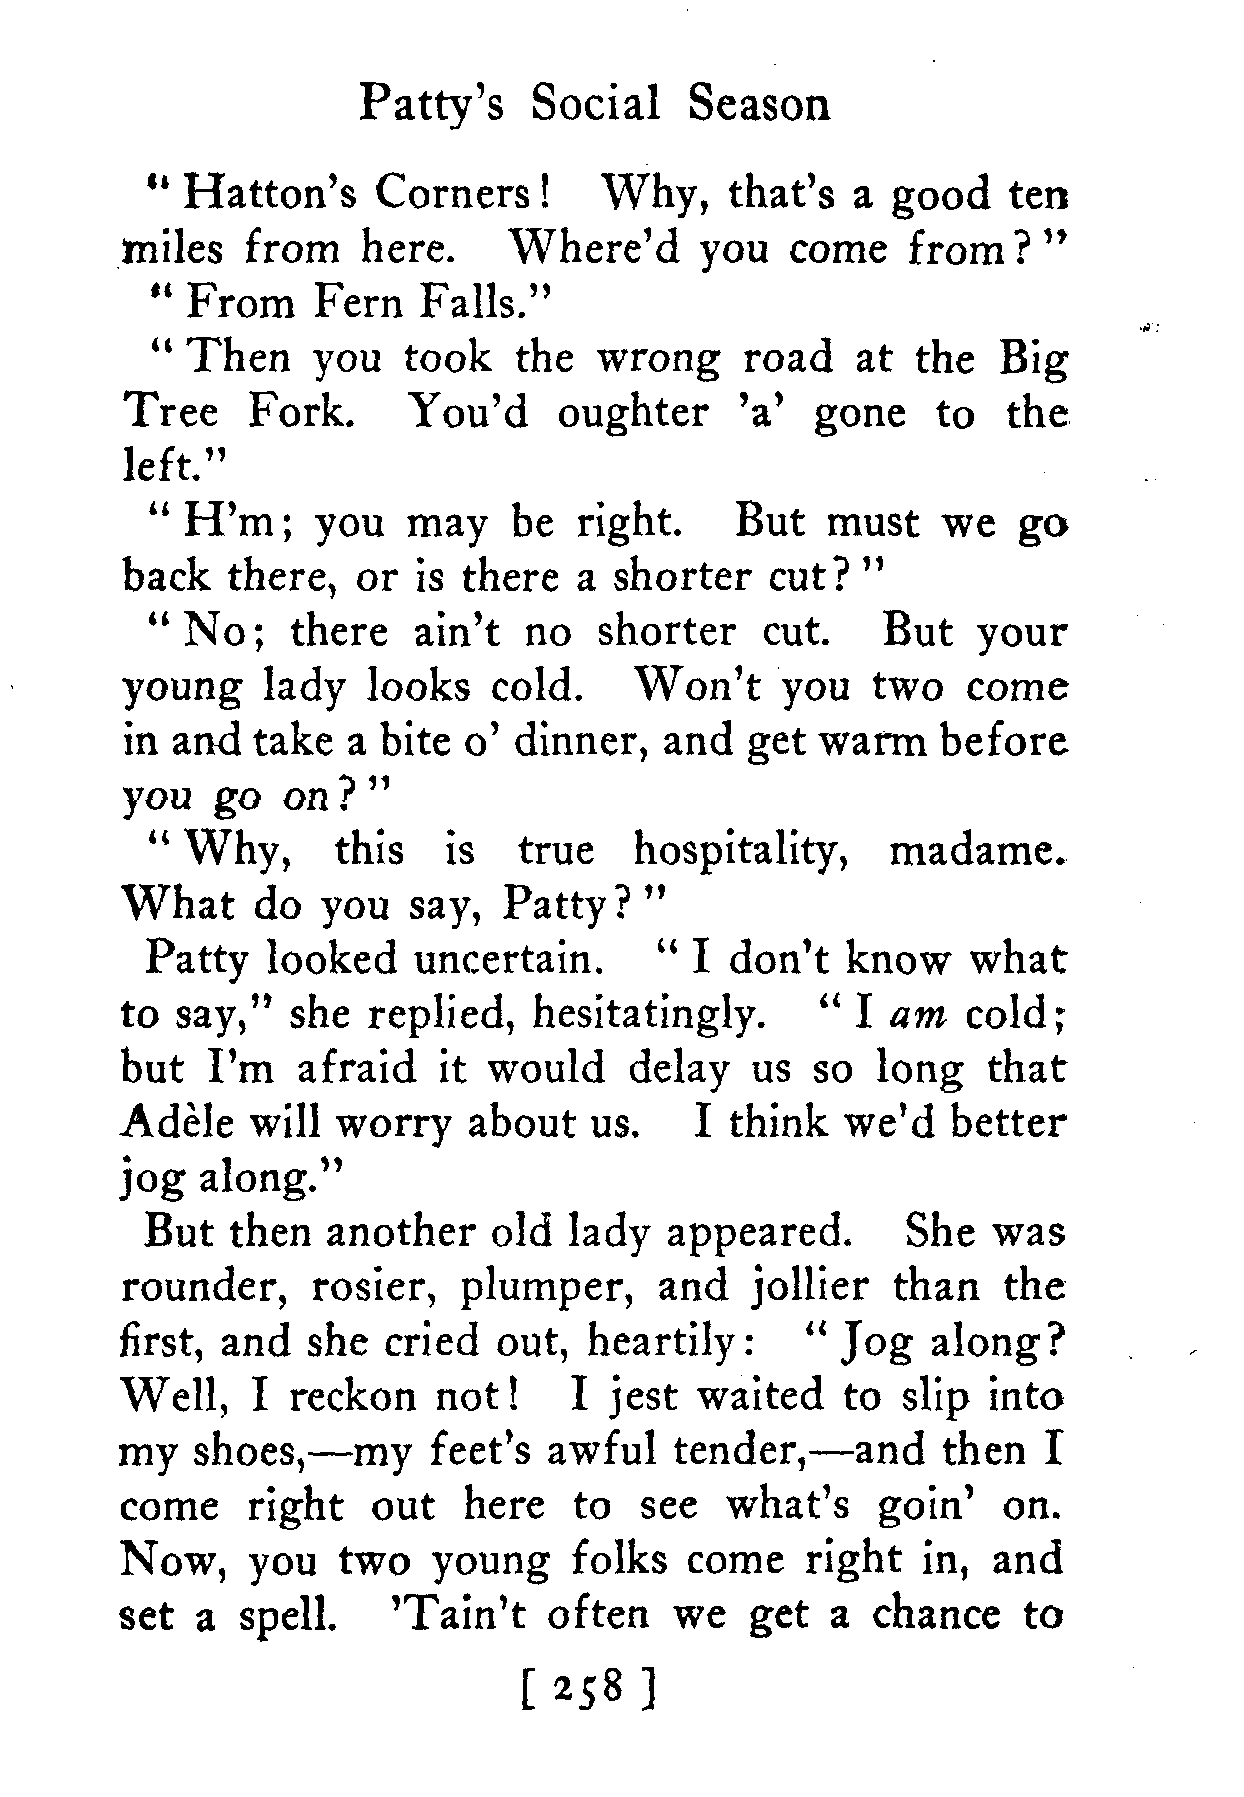 Patty's Social Season
" Hatton's Corners! Why, that's a good ten
miles from here. Where'd you come from?"
" From Fern Falls."
" Then you took the wrong road at the Big
Tree Fork. You'd oughter 'a' gone to the
left."
" H'm; you may be right. But must we go
back there, or is there a shorter cut?"
" No; there ain't no shorter cut. But your
young lady looks cold. Won't you two come
in and take a bite o' dinner, and get warm before
you go on?"
" Why, this is true hospitality, madame.
What do you say, Patty?"
Patty looked uncertain. " I don't know what
to say," she replied, hesitatingly. " I am cold;
but I'm afraid it would delay us so long that
Adèle will worry about us. I think we'd better
jog along."
But then another old lady appeared. She was
rounder, rosier, plumper, and jollier than the
first, and she cried out, heartily: " Jog along?
Well, I reckon not! I jest waited to slip into
my shoes,—my feet's awful tender,—and then I
come right out here to see what's goin' on.
Now, you two young folks come right in, and
set a spell. 'Tain't often we get a chance to
[ 258 ]